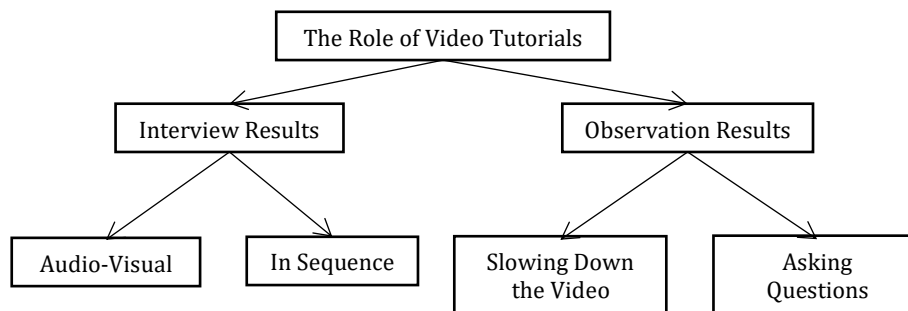 The Role of Video Tutorials
Interview Results
Observation Results
Audio-Visual
In Sequence
Slowing Down
the Video
Asking
Questions